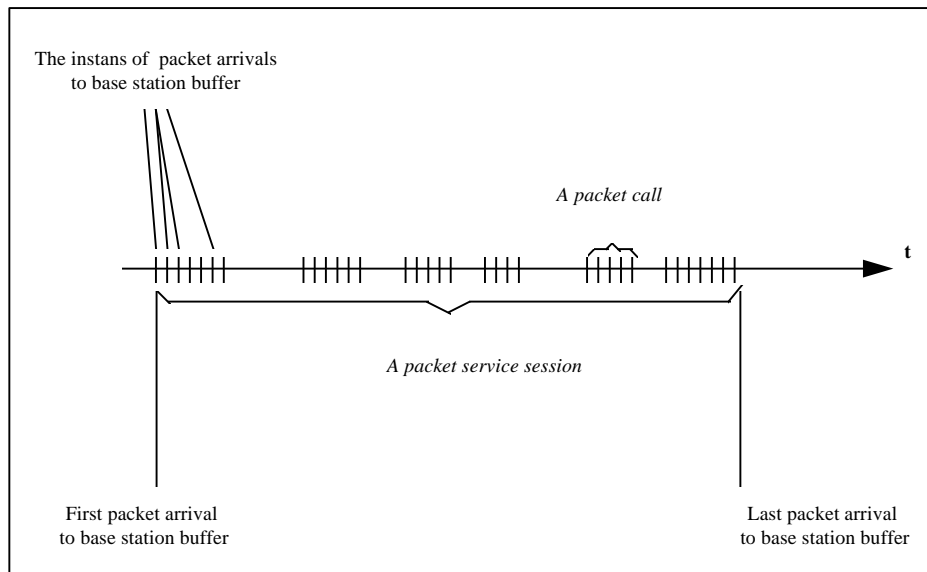 The instans of packet arrivals
to base station buffer
A packet call
t
A packet service session
First packet arrival
to base station buffer
Last packet arrival
to base station buffer